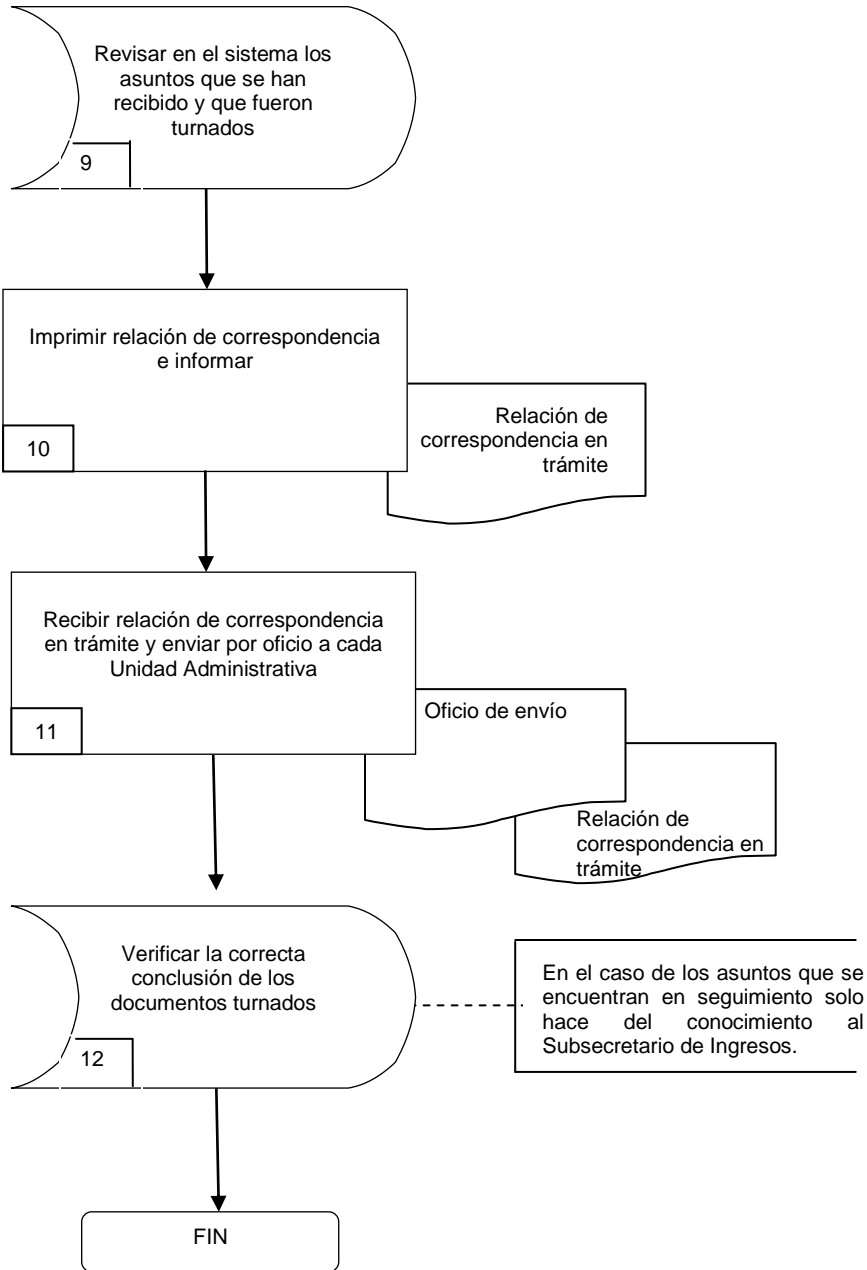 Revisar en el sistema los
asuntos que se han
recibido y que fueron
turnados
9
Imprimir relación de correspondencia
e informar
10
Relación de
correspondencia en
trámite
Recibir relación de correspondencia
en trámite y enviar por oficio a cada
Unidad Administrativa
11
Oficio de envío
Relación de
correspondencia en
trámite
Verificar la correcta
conclusión de los
documentos turnados
12
En el caso de los asuntos que se
encuentran en seguimiento solo
hace del conocimiento al
Subsecretario de Ingresos.
FIN